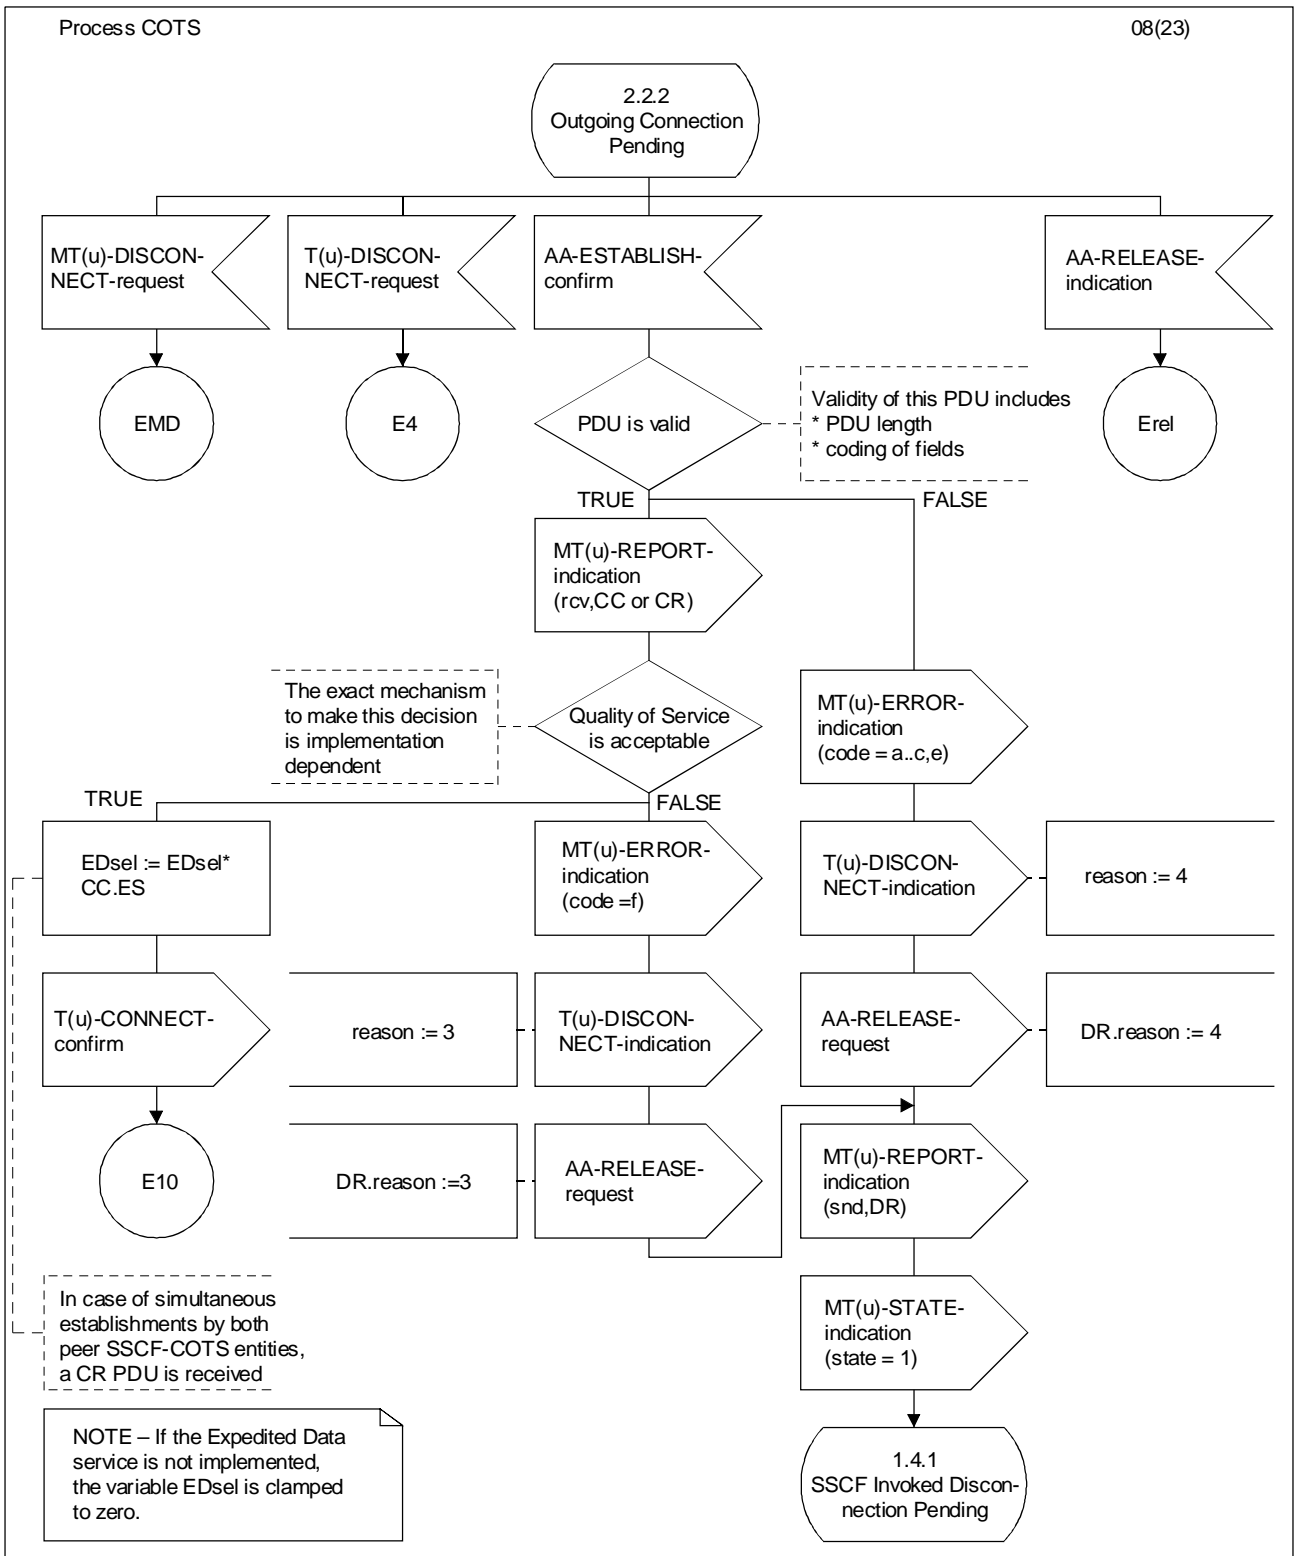 Process COTS
08(23)
2.2.2
Outgoing Connection
Pending
MT(u)-DISCON-
NECT-request
T(u)-DISCON-
NECT-request
AA-ESTABLISH-
confirm
AA-RELEASE-
indication
EMD
E4
PDU is valid
Validity of this PDU includes
* PDU length
* coding of fields
Erel
TRUE
FALSE
MT(u)-REPORT-
indication
(rcv,CC or CR)
The exact mechanism
to make this decision
is implementation
dependent
Quality of Service
is acceptable
MT(u)-ERROR-
indication
(code = a..c,e)
TRUE
FALSE
EDsel := EDsel*
CC.ES
MT(u)-ERROR-
indication
(code =f)
T(u)-DISCON-
NECT-indication
reason := 4
T(u)-CONNECT-
confirm
reason := 3
T(u)-DISCON-
NECT-indication
AA-RELEASE-
request
DR.reason := 4
E10
DR.reason :=3
AA-RELEASE-
request
MT(u)-REPORT-
indication
(snd,DR)
In case of simultaneous
establishments by both
peer SSCF-COTS entities,
a CR PDU is received
MT(u)-STATE-
indication
(state = 1)
NOTE – If the Expedited Data
service is not implemented,
the variable EDsel is clamped
to zero.
1.4.1
SSCF Invoked Discon-
nection Pending